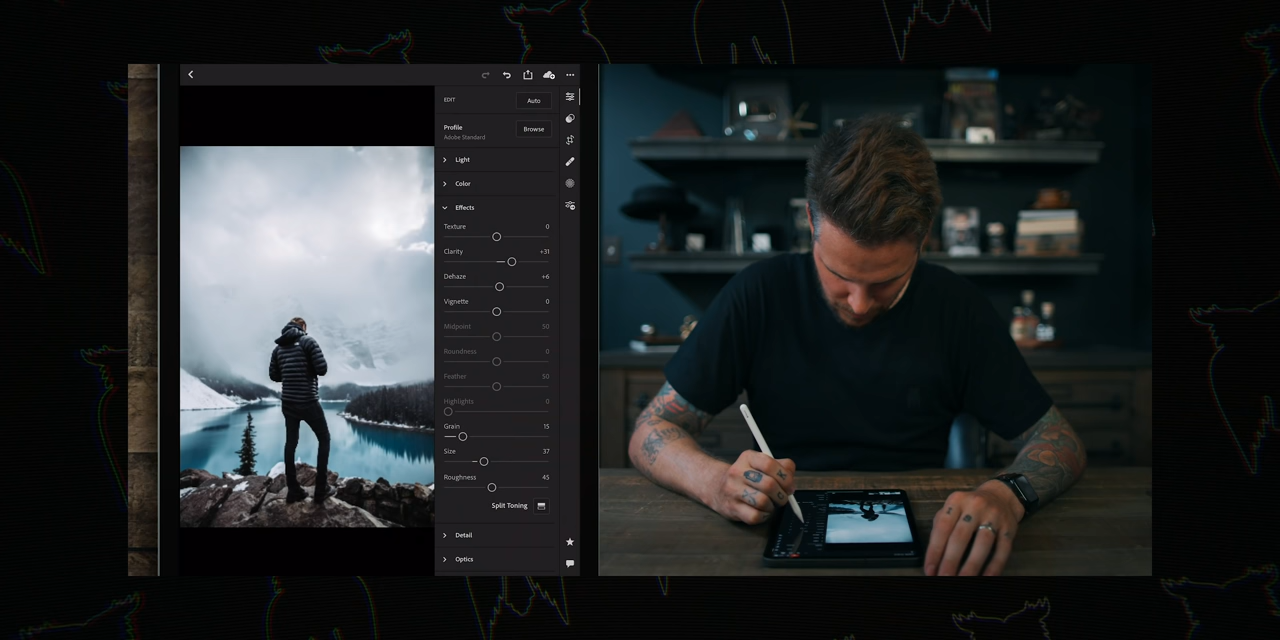 EDIT
Auto
Profile
Adobe Standard
Browse
Light
Color
Effects
Texture 0
Clarity +31
Dehaze +6
Vignette 0
Midpoint 50
Roundness 0
Feather 50
Highlights 0
Grain 15
Size 37
Roughness 45
Split Toning
Detail
Optics